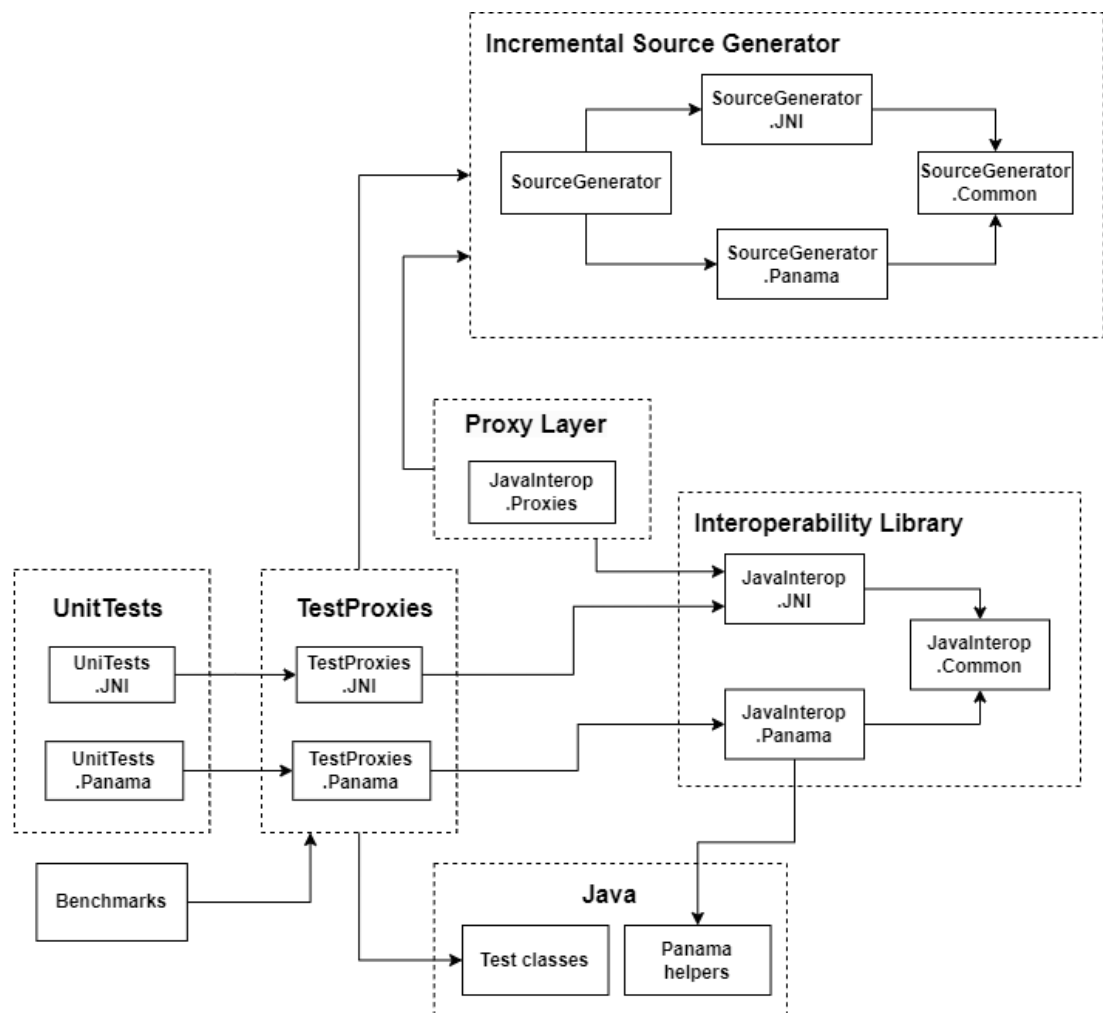 Incremental Source Generator
SourceGenerator
.JNI
SourceGenerator
SourceGenerator
.Common
SourceGenerator
.Panama
Proxy Layer
JavaInterop
.Proxies
Interoperability Library
JavaInterop
.JNI
JavaInterop
.Common
JavaInterop
.Panama
UnitTests
UniTests
.JNI
UnitTests
.Panama
TestProxies
TestProxies
.JNI
TestProxies
.Panama
Benchmarks
Java
Test classes
Panama
helpers